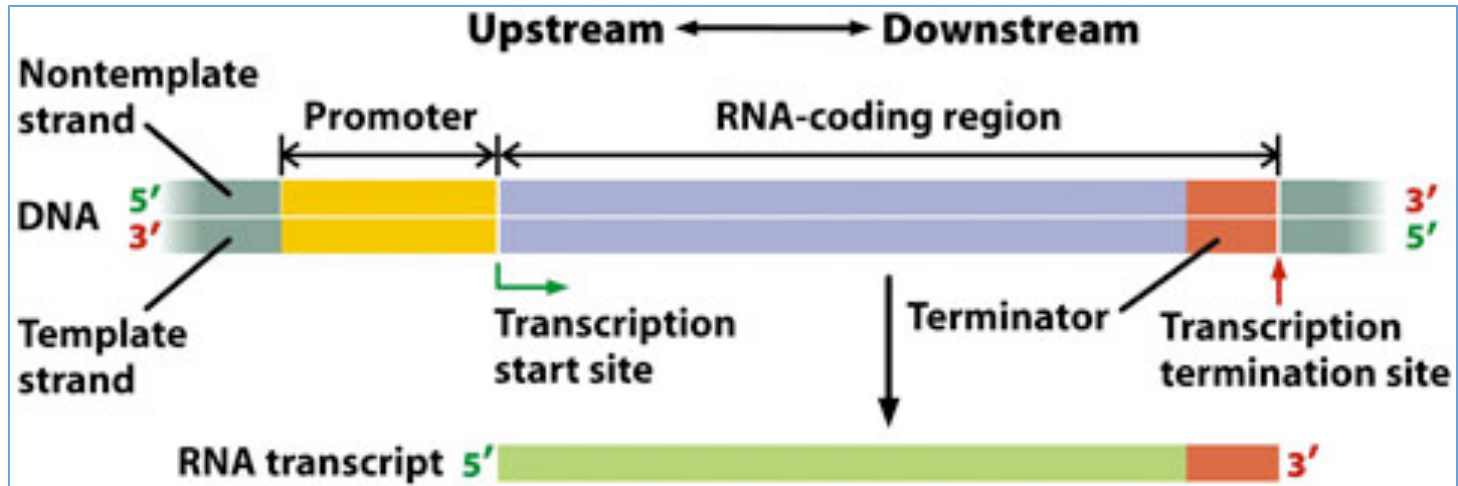 Upstream Downstream
Nontemplate
strand
Promoter
RNA-coding region
DNA
5′
3′
3′
5′
Template
strand
Transcription
start site
Terminator
Transcription
termination site
RNA transcript 5′ 3′